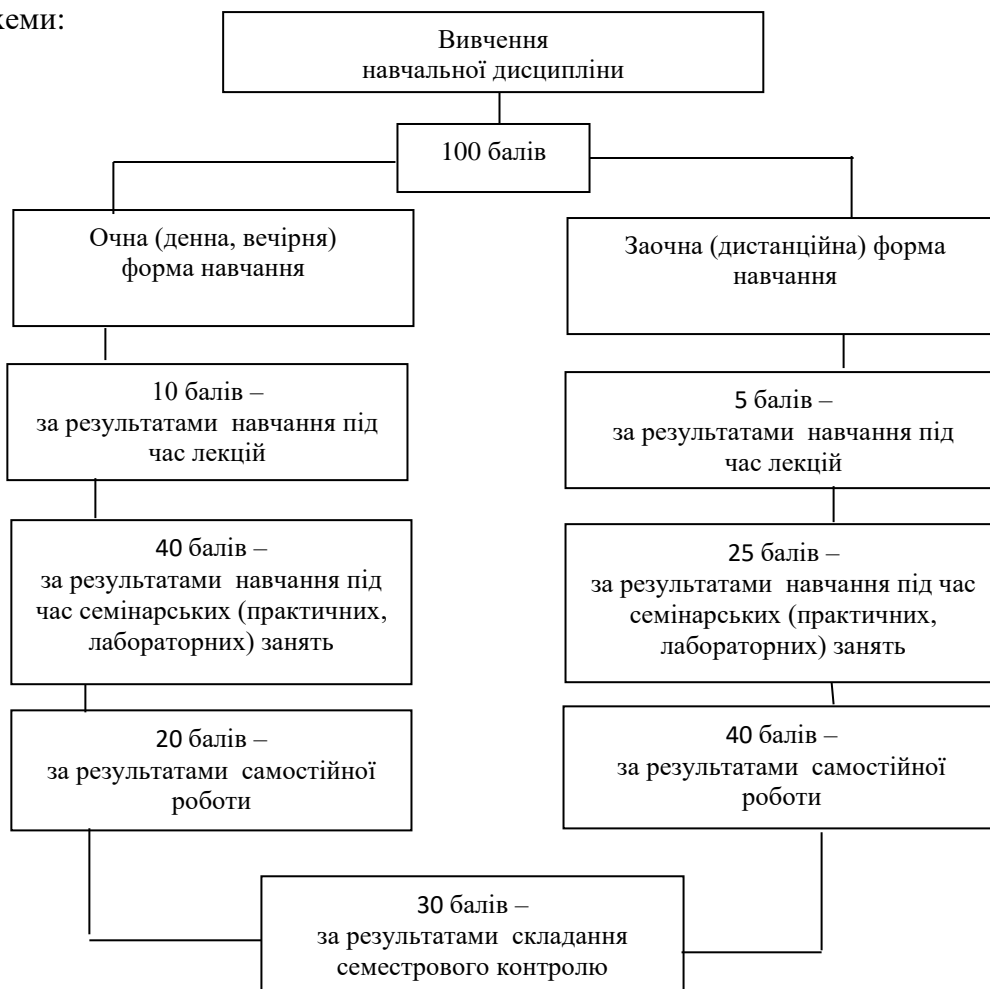 хеми:
Вивчення
навчальної дисципліни
100 балів
Очна (денна, вечірня)
форма навчання
Заочна (дистанційна) форма
навчання
10 балів –
за результатами навчання під
час лекцій
5 балів –
за результатами навчання під
час лекцій
40 балів –
за результатами навчання під
час семінарських (практичних,
лабораторних) занять
25 балів –
за результатами навчання під час
семінарських (практичних,
лабораторних) занять
20 балів –
за результатами самостійної
роботи
40 балів –
за результатами самостійної
роботи
30 балів –
за результатами складання
семестрового контролю